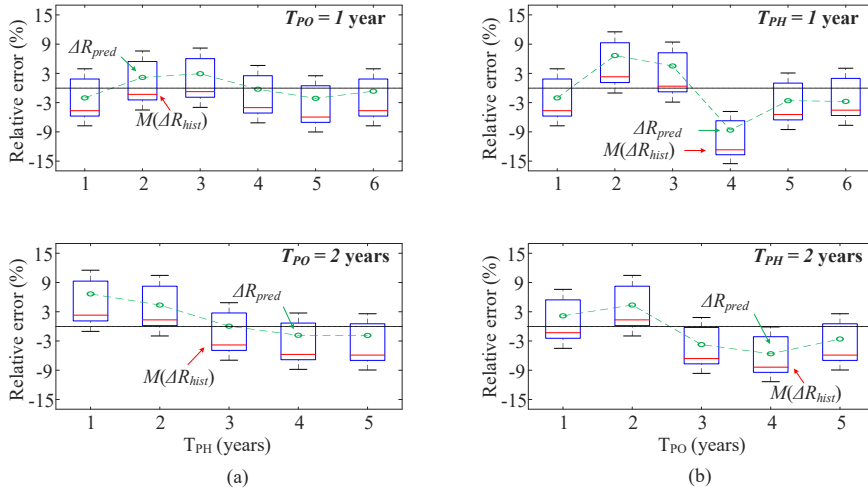 T_PO = 1 year
Relative error (%)
15
9
3
-3
-9
-15
ΔR_pred
M(ΔR_hist)
1 2 3 4 5 6
T_PH = 1 year
Relative error (%)
15
9
3
-3
-9
-15
ΔR_pred
M(ΔR_hist)
1 2 3 4 5 6
T_PO = 2 years
Relative error (%)
15
9
3
-3
-9
-15
ΔR_pred
M(ΔR_hist)
1 2 3 4 5
T_PH (years)
(a)
T_PH = 2 years
Relative error (%)
15
9
3
-3
-9
-15
ΔR_pred
M(ΔR_hist)
1 2 3 4 5
T_PO (years)
(b)